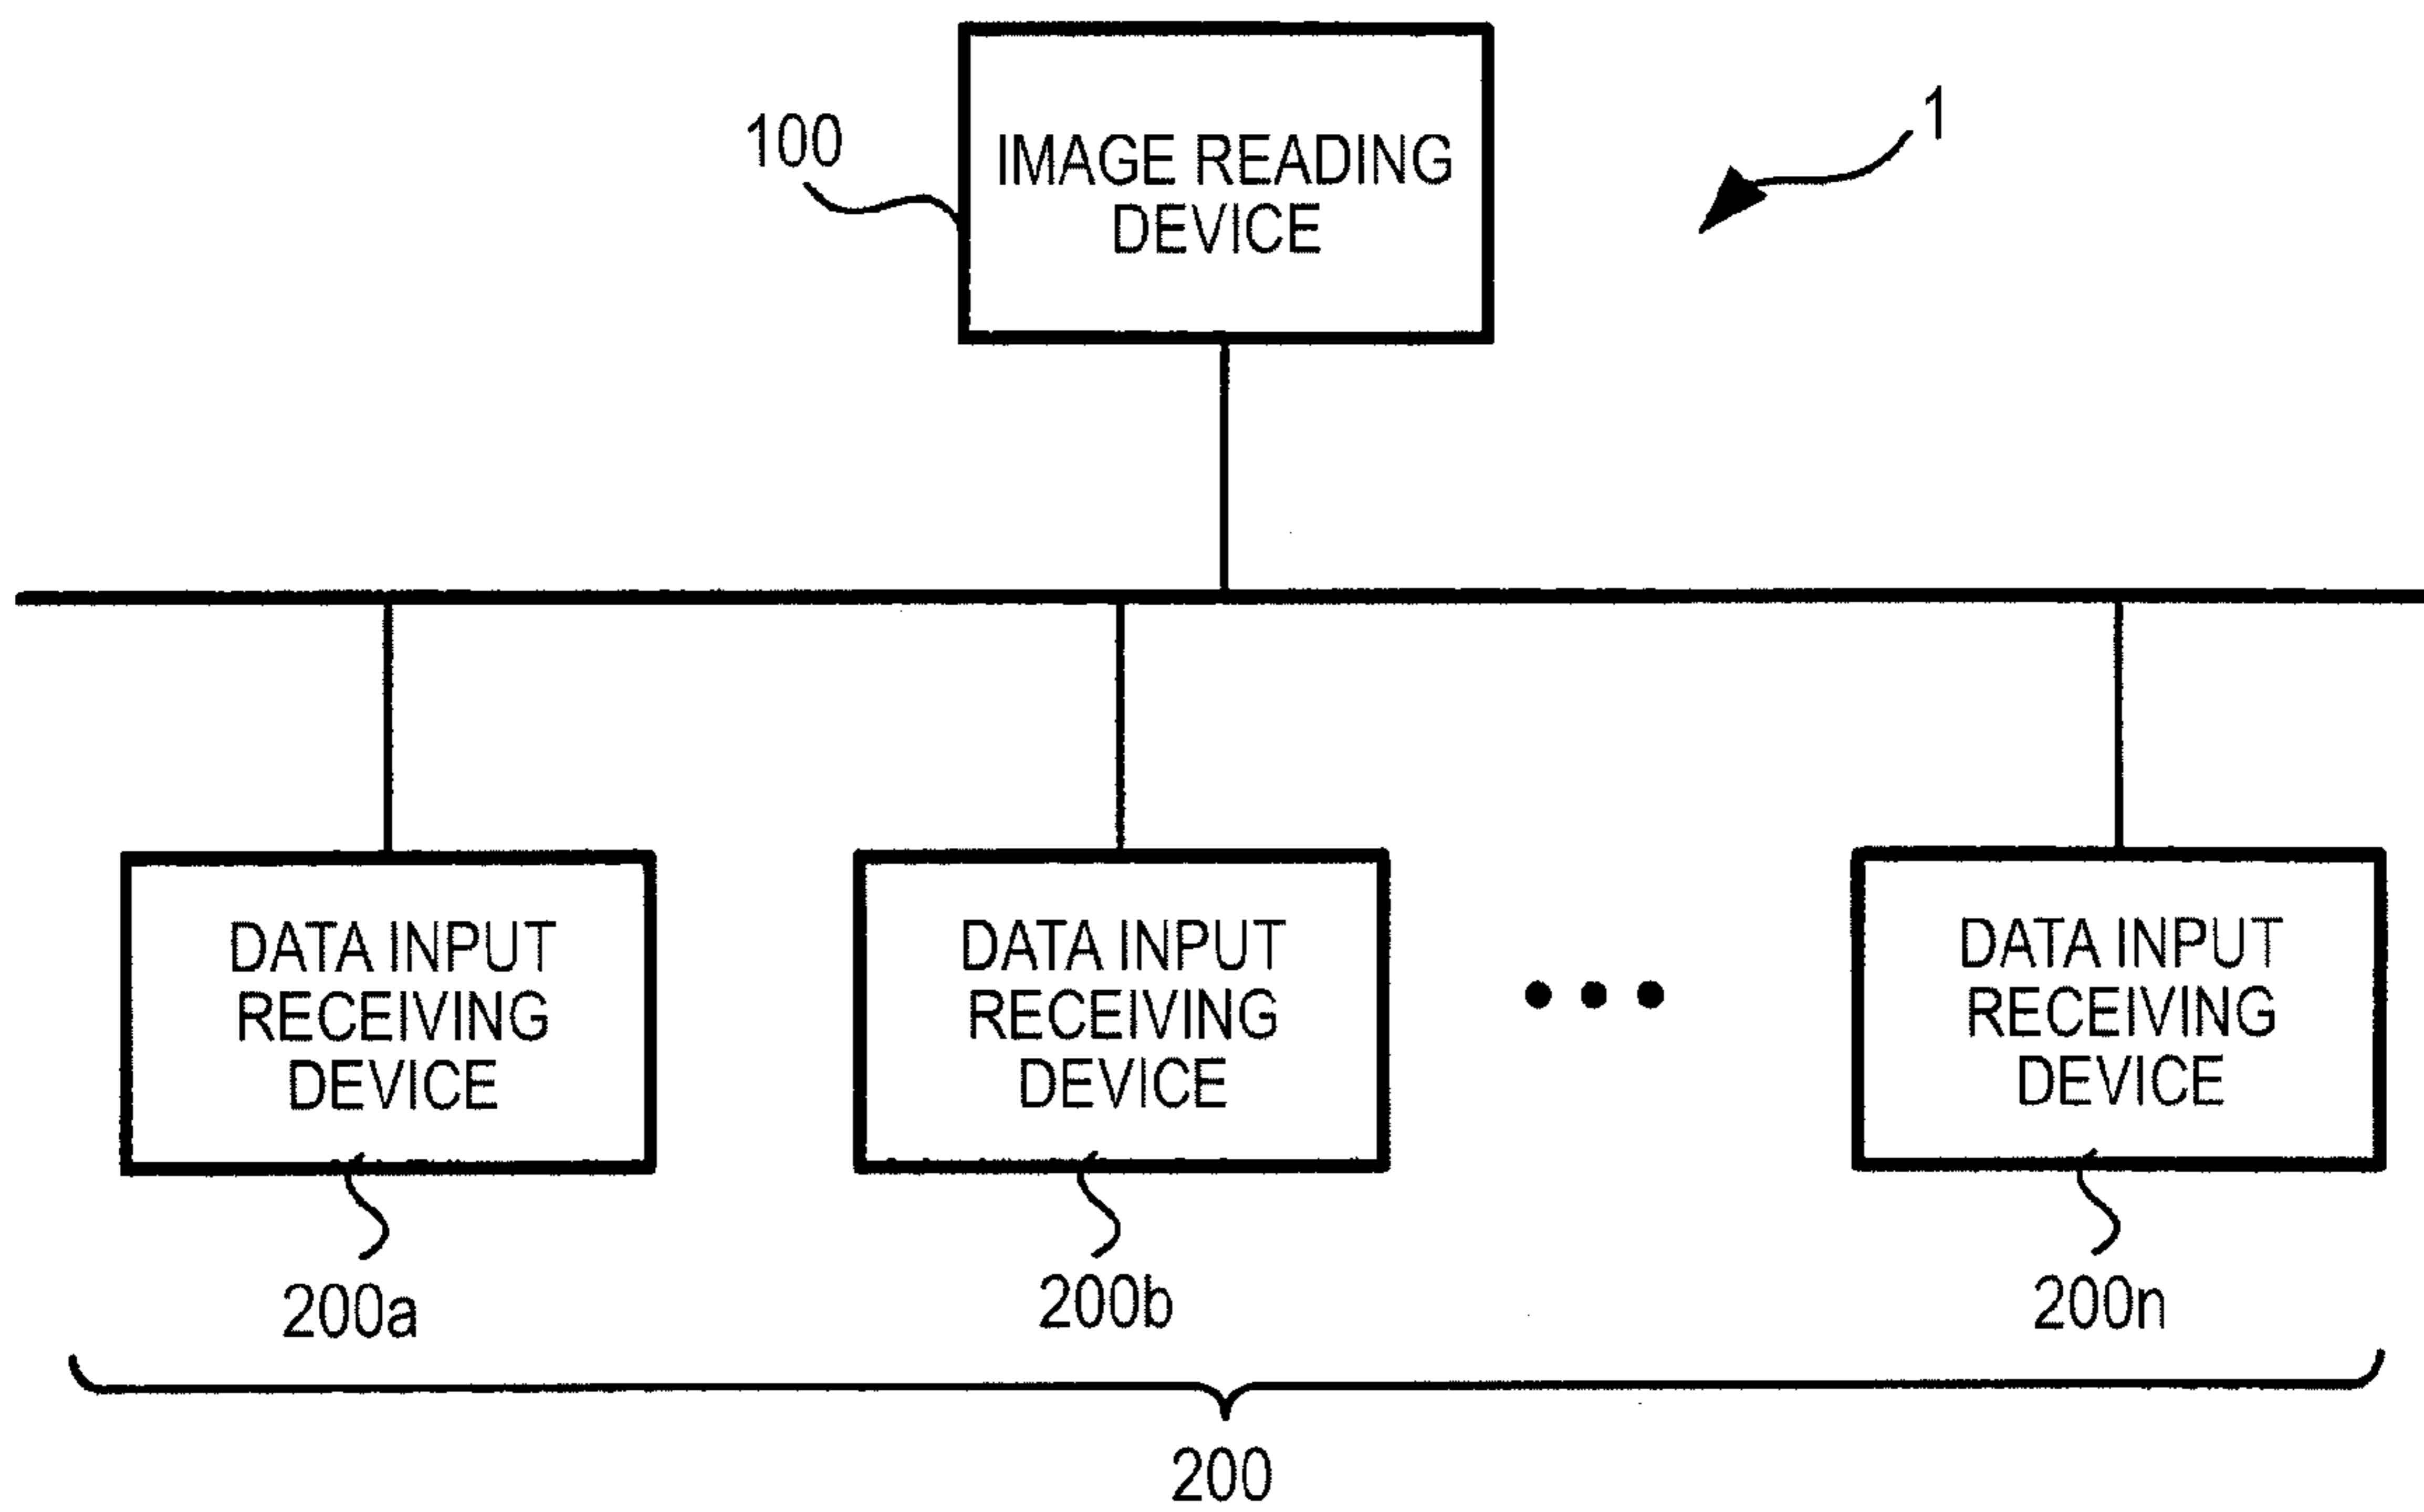 100
IMAGE READING
DEVICE
1
DATA INPUT
RECEIVING
DEVICE
DATA INPUT
RECEIVING
DEVICE
DATA INPUT
RECEIVING
DEVICE
200a
200b
200n
200